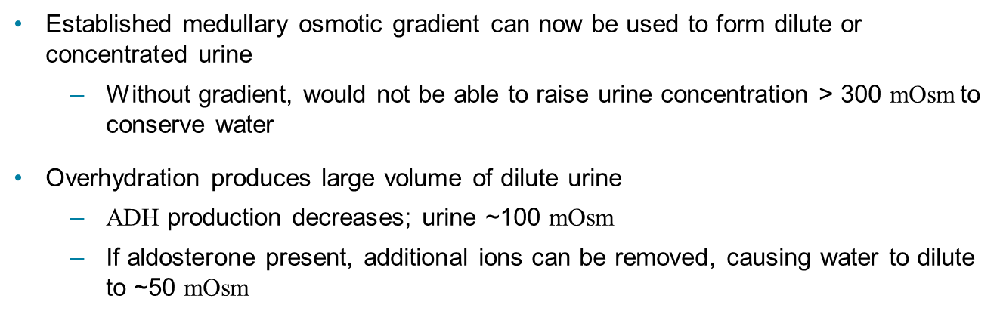 • Established medullary osmotic gradient can now be used to form dilute or
concentrated urine
– Without gradient, would not be able to raise urine concentration > 300 mOsm to
conserve water
• Overhydration produces large volume of dilute urine
– ADH production decreases; urine ~100 mOsm
– If aldosterone present, additional ions can be removed, causing water to dilute
to ~50 mOsm